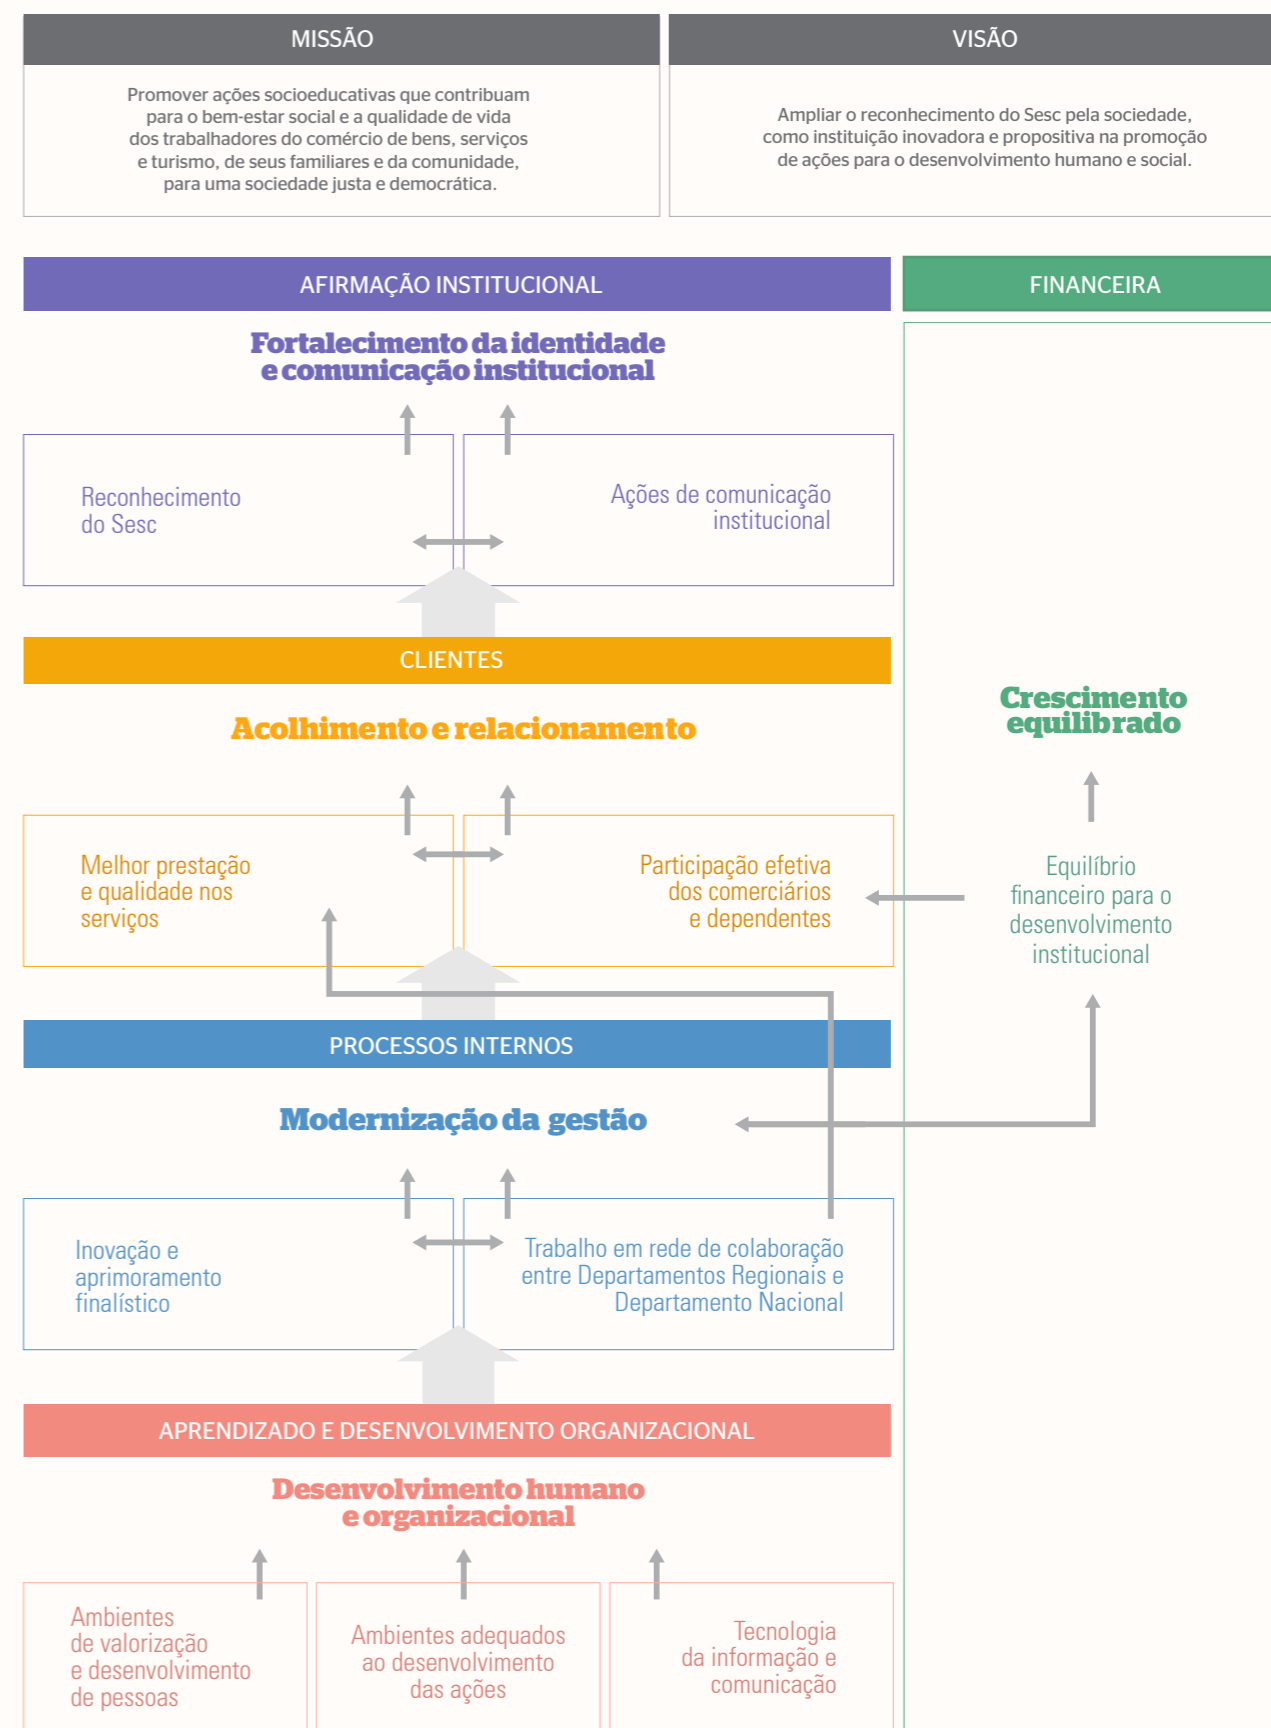 MISSÃO
Promover ações socioeducativas que contribuam
para o bem-estar social e a qualidade de vida
dos trabalhadores do comércio de bens, serviços
e turismo, de seus familiares e da comunidade,
para uma sociedade justa e democrática.
VISÃO
Ampliar o reconhecimento do Sesc pela sociedade,
como instituição inovadora e propositiva na promoção
de ações para o desenvolvimento humano e social.
AFIRMAÇÃO INSTITUCIONAL
Fortalecimento da identidade
e comunicação institucional
Reconhecimento
do Sesc
Ações de comunicação
institucional
CLIENTES
Acolhimento e relacionamento
Melhor prestação
e qualidade nos
serviços
Participação efetiva
dos comerciários
e dependentes
PROCESSOS INTERNOS
Modernização da gestão
Inovação e
aprimoramento
finalístico
Trabalho em rede de colaboração
entre Departamentos Regionais e
Departamento Nacional
APRENDIZADO E DESENVOLVIMENTO ORGANIZACIONAL
Desenvolvimento humano
e organizacional
Ambientes
de valorização
e desenvolvimento
de pessoas
Ambientes adequados
ao desenvolvimento
das ações
Tecnologia
da informação e
comunicação
FINANCEIRA
Crescimento
equilibrado
Equilíbrio
financeiro para o
desenvolvimento
institucional